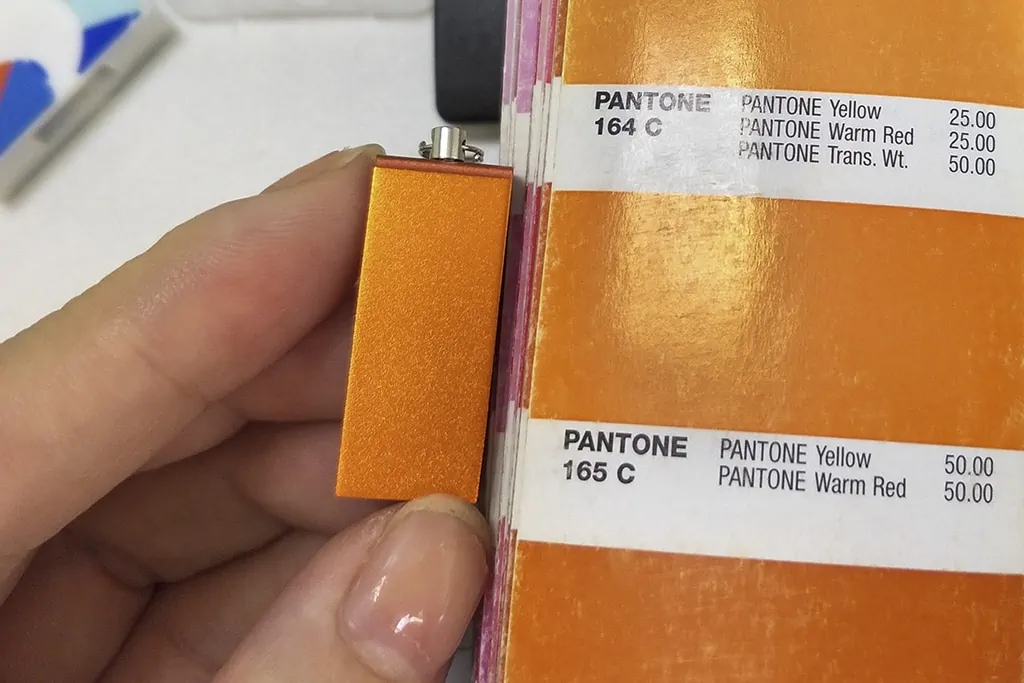 PANTONE PANTONE Yellow 25.00
164 C PANTONE Warm Red 25.00
PANTONE Trans. Wt. 50.00
PANTONE PANTONE Yellow 50.00
165 C PANTONE Warm Red 50.00